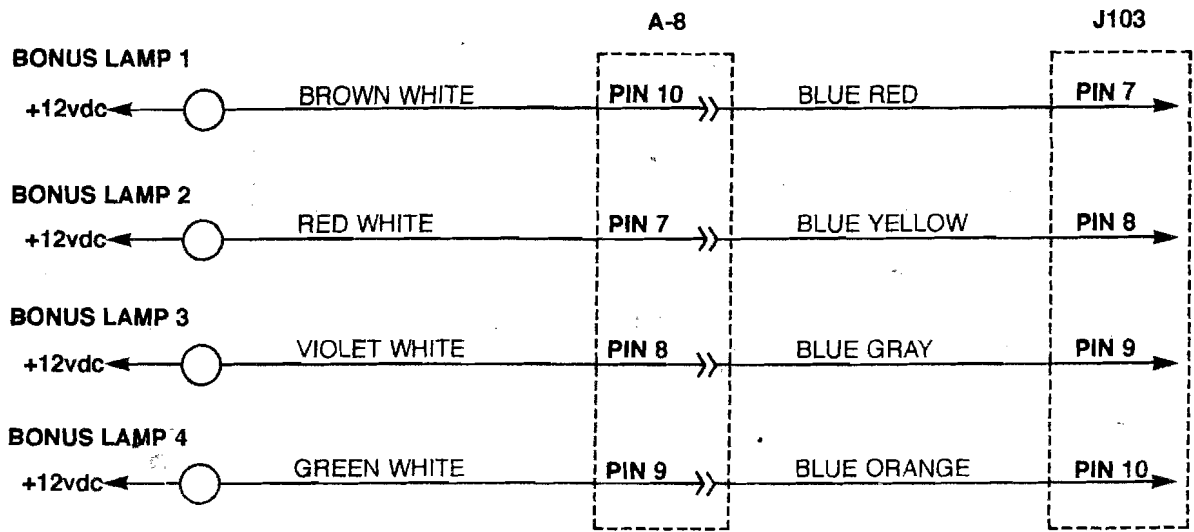 A-8 J103
BONUS LAMP 1
+12vdc BROWN WHITE PIN 10 BLUE RED PIN 7
BONUS LAMP 2
+12vdc RED WHITE PIN 7 BLUE YELLOW PIN 8
BONUS LAMP 3
+12vdc VIOLET WHITE PIN 8 BLUE GRAY PIN 9
BONUS LAMP 4
+12vdc GREEN WHITE PIN 9 BLUE ORANGE PIN 10